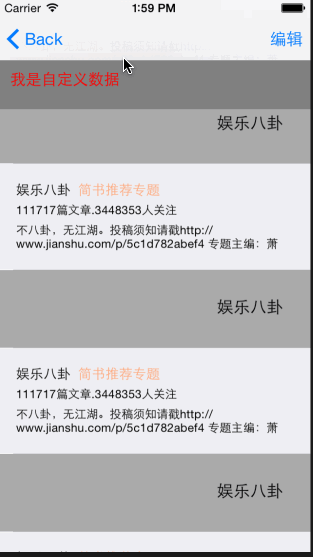 Carrier 1:59 PM
Back 编辑
我是自定义数据
娱乐八卦
娱乐八卦 简书推荐专题
111717篇文章.3448353人关注
不八卦，无江湖。投稿须知请戳http://
www.jianshu.com/p/5c1d782abef4 专题主编：萧
娱乐八卦
娱乐八卦 简书推荐专题
111717篇文章.3448353人关注
不八卦，无江湖。投稿须知请戳http://
www.jianshu.com/p/5c1d782abef4 专题主编：萧
娱乐八卦